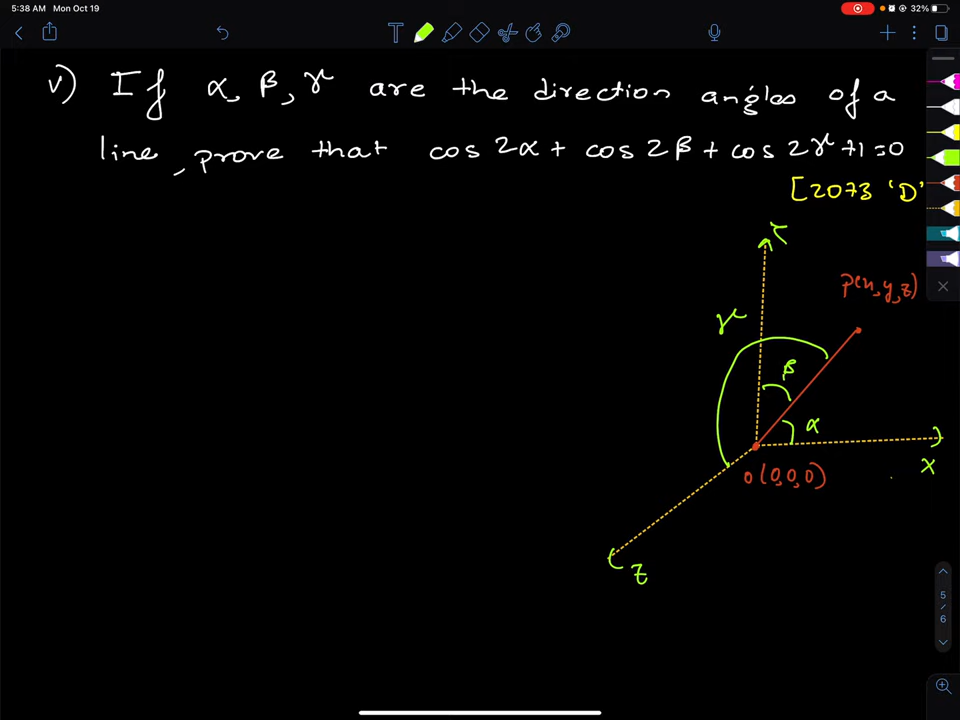 5:38 AM Mon Oct 19
32%
v) If α, β, γ are the direction angles of a
line, prove that cos 2α + cos 2β + cos 2γ +1 = 0
[2073 'D'
Y
P(x, y, z)
γ
β
α
O(0,0,0)
X
Z
5
/
6